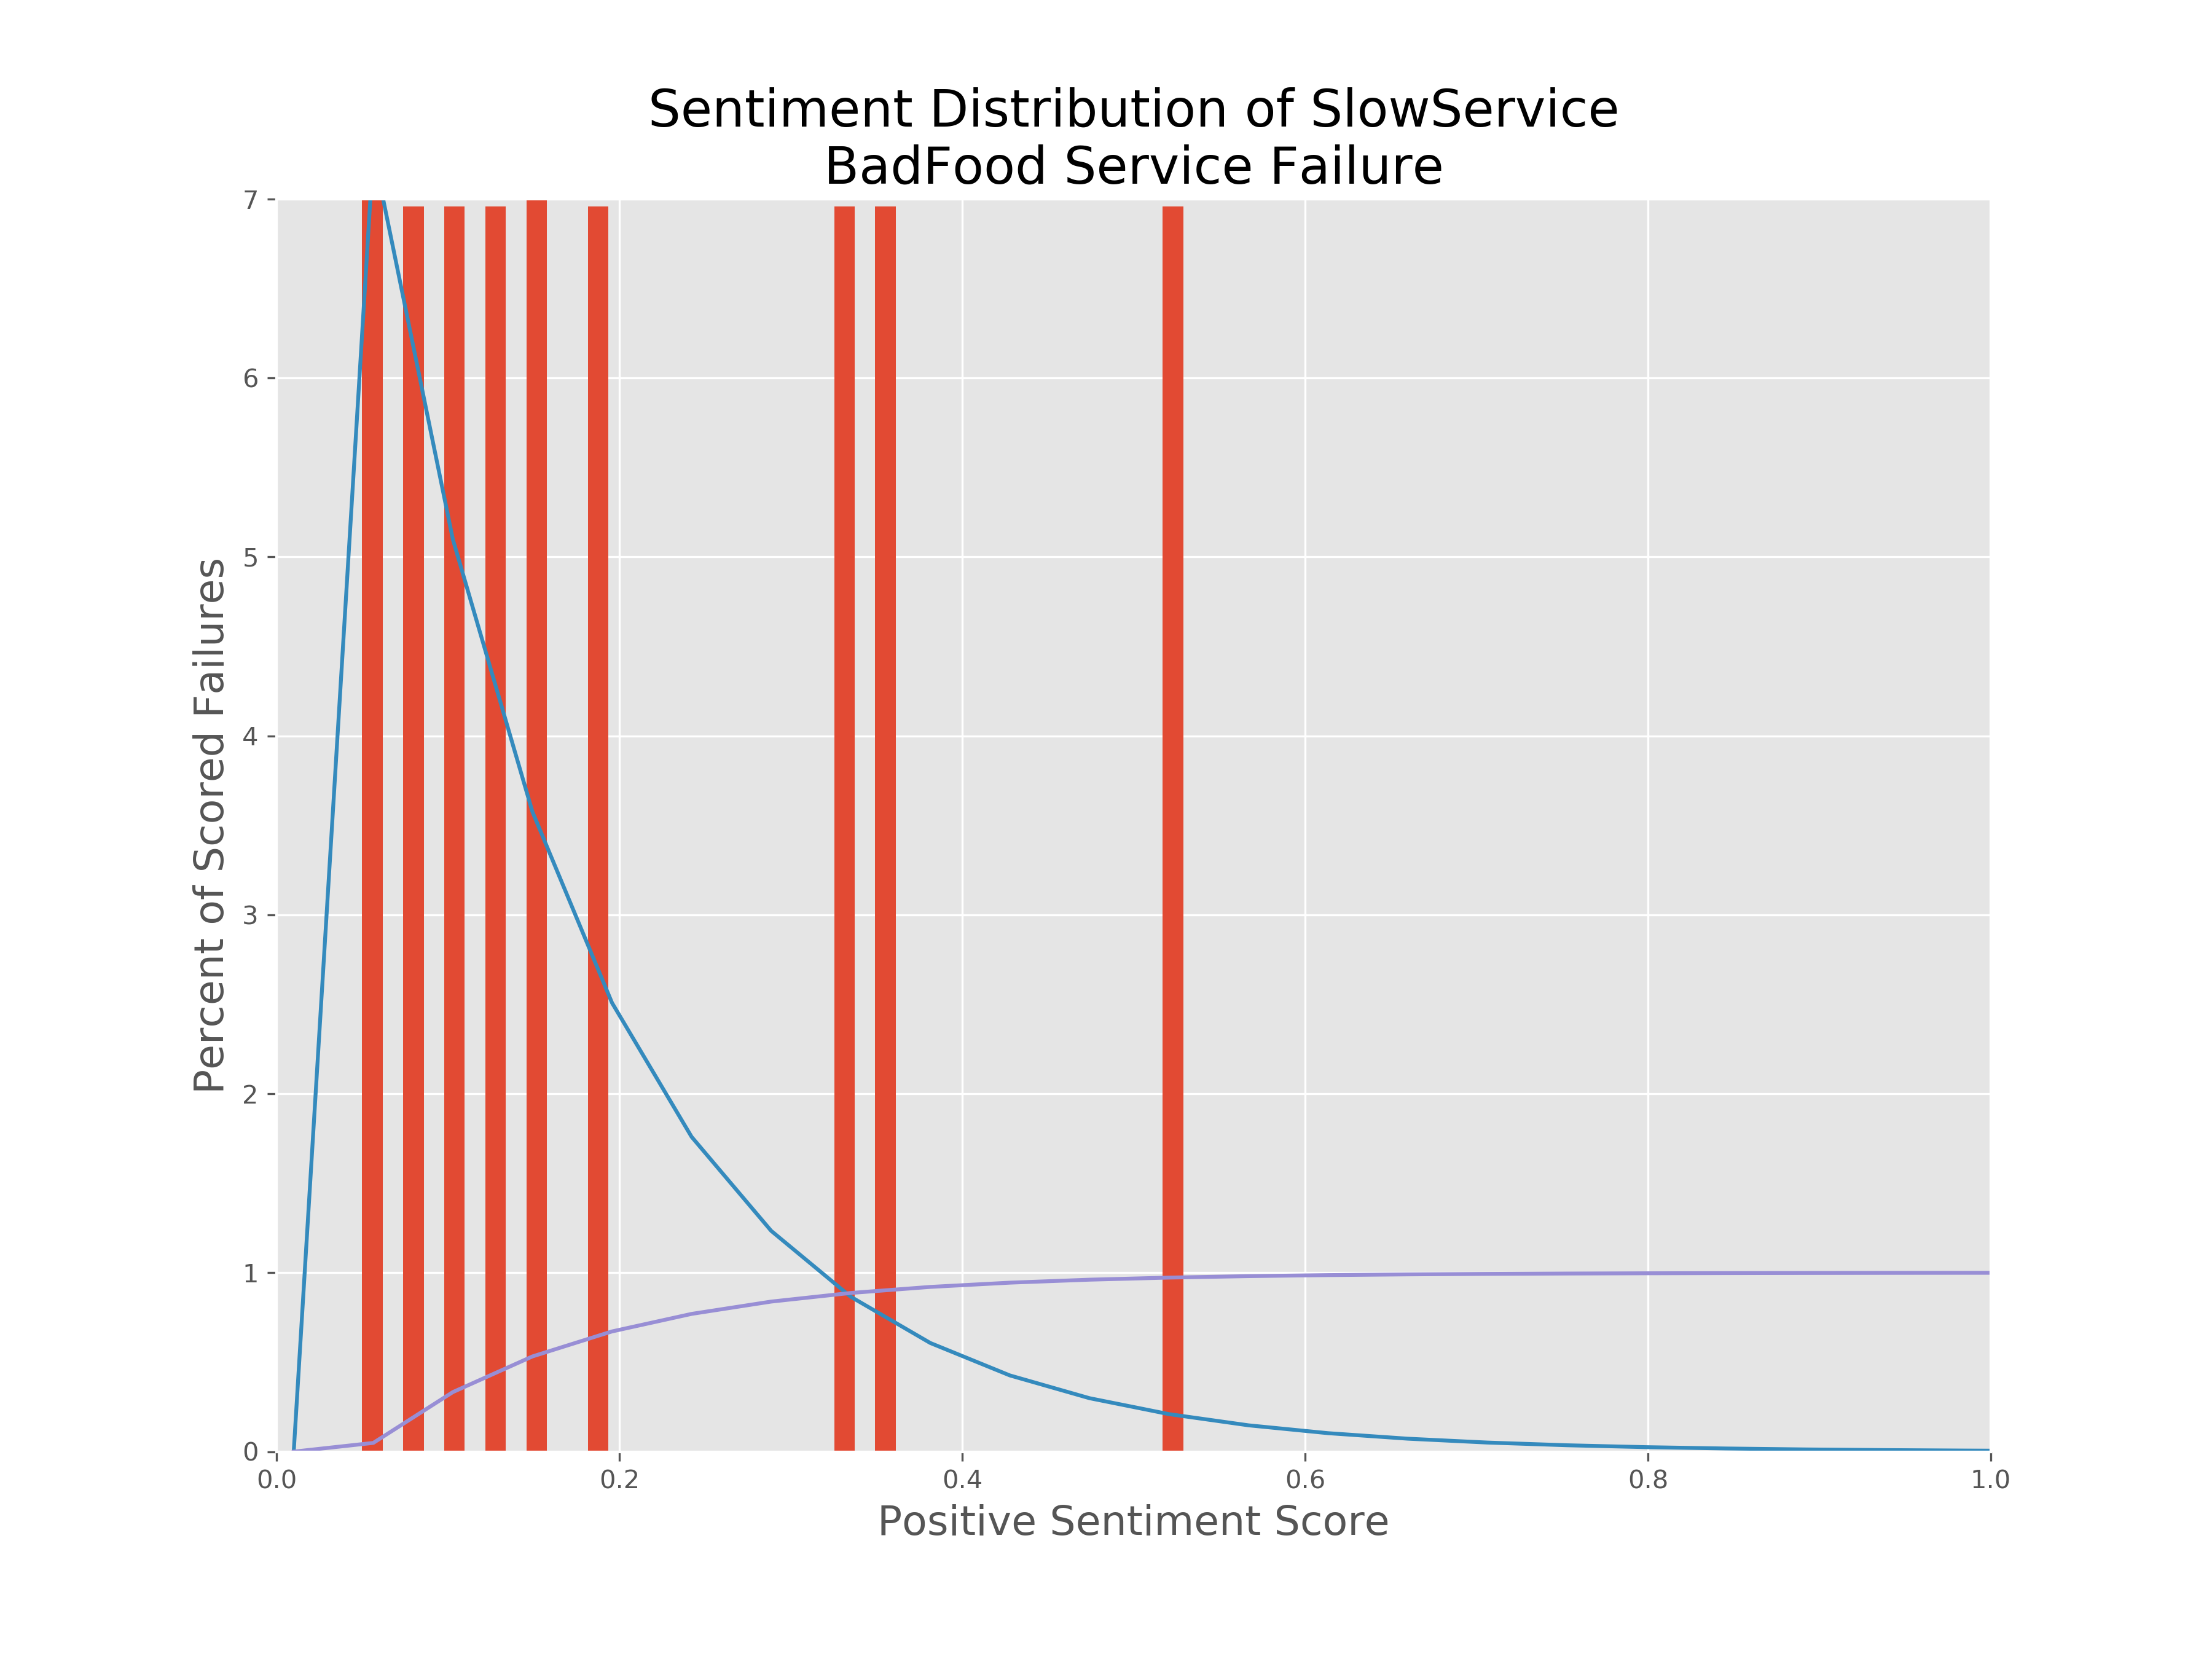 Sentiment Distribution of SlowService
BadFood Service Failure
7
6
5
4
3
2
1
0
Percent of Scored Failures
0.0 0.2 0.4 0.6 0.8 1.0
Positive Sentiment Score